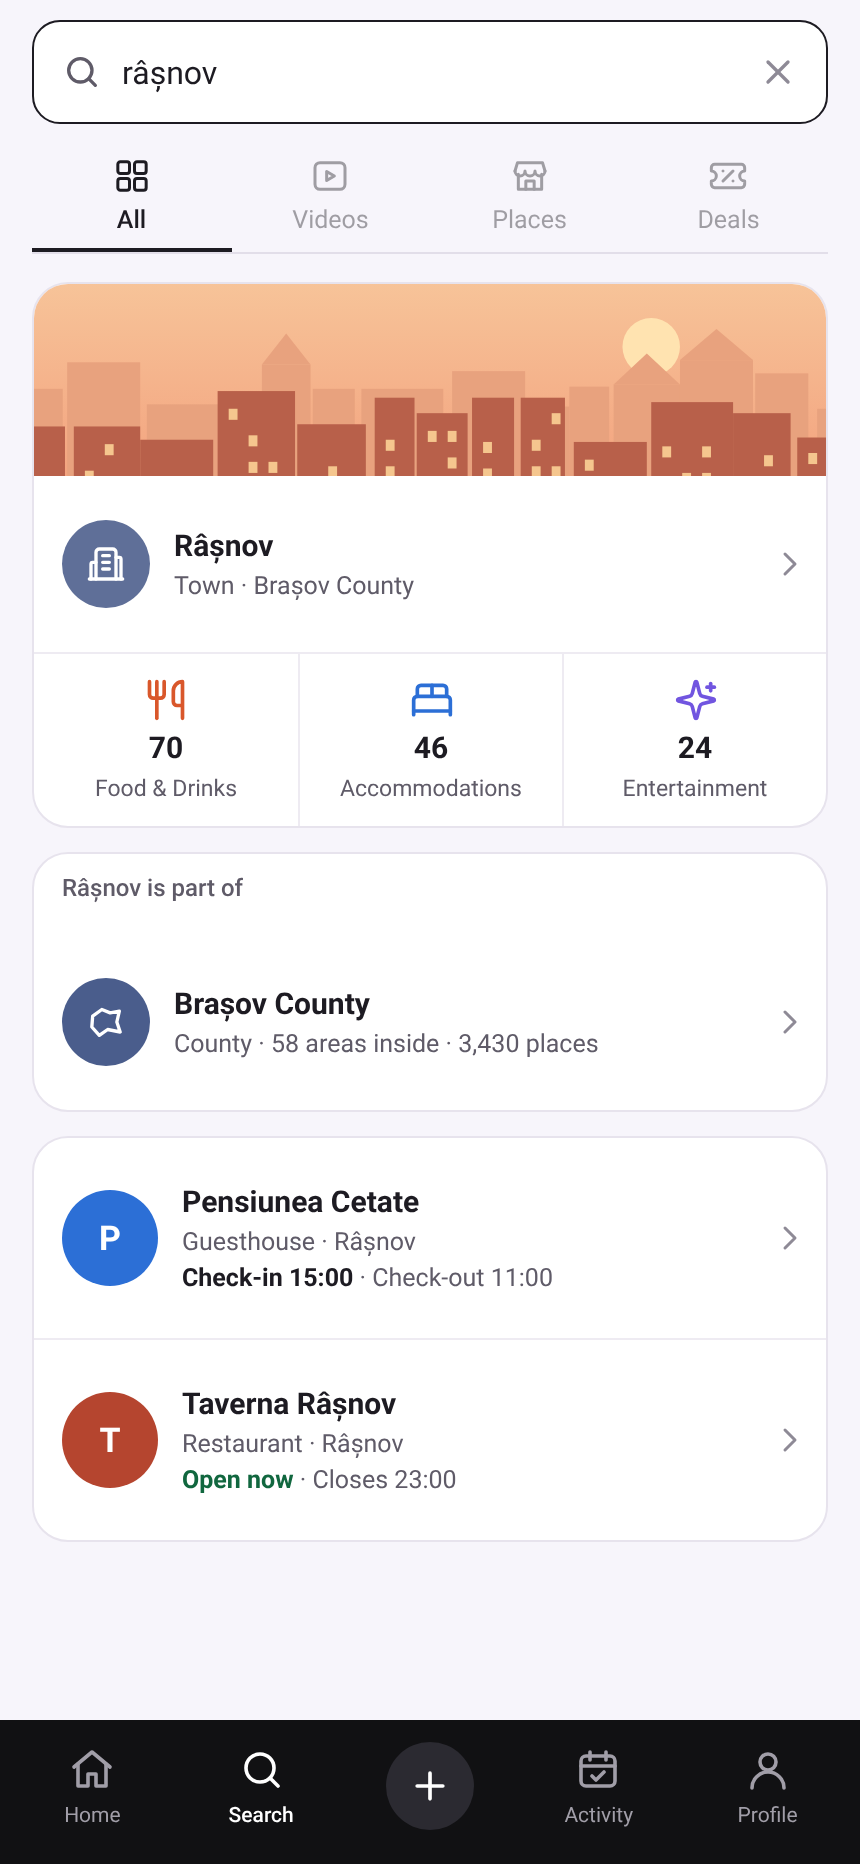 râșnov
All
Videos
Places
Deals
Râșnov
Town · Brașov County
70
Food & Drinks
46
Accommodations
24
Entertainment
Râșnov is part of
Brașov County
County · 58 areas inside · 3,430 places
P
Pensiunea Cetate
Guesthouse · Râșnov
Check-in 15:00 · Check-out 11:00
T
Taverna Râșnov
Restaurant · Râșnov
Open now · Closes 23:00
Home
Search
Activity
Profile